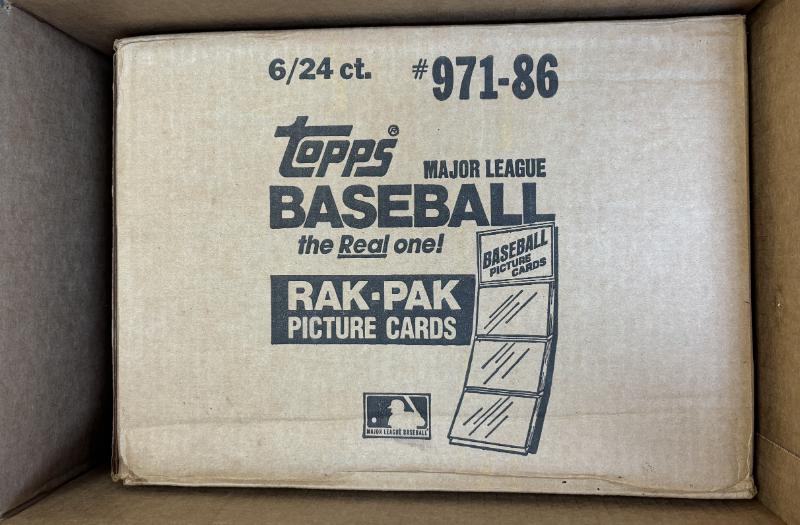 6/24 ct. #971-86
Topps®
MAJOR LEAGUE
BASEBALL
the Real one!
BASEBALL
PICTURE
CARDS
RAK-PAK
PICTURE CARDS
MAJOR LEAGUE BASEBALL